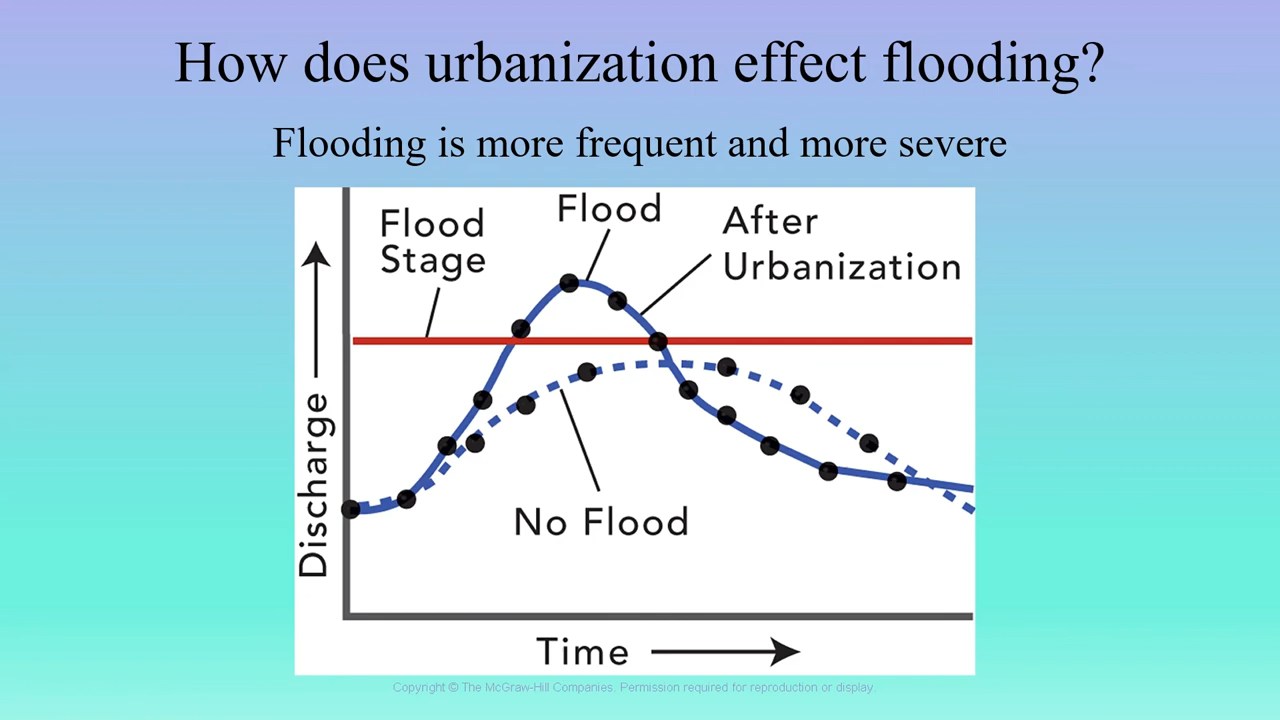 How does urbanization effect flooding?
Flooding is more frequent and more severe
Flood
Stage
Flood
After
Urbanization
No Flood
Discharge
Time
Copyright © The McGraw-Hill Companies. Permission required for reproduction or display.